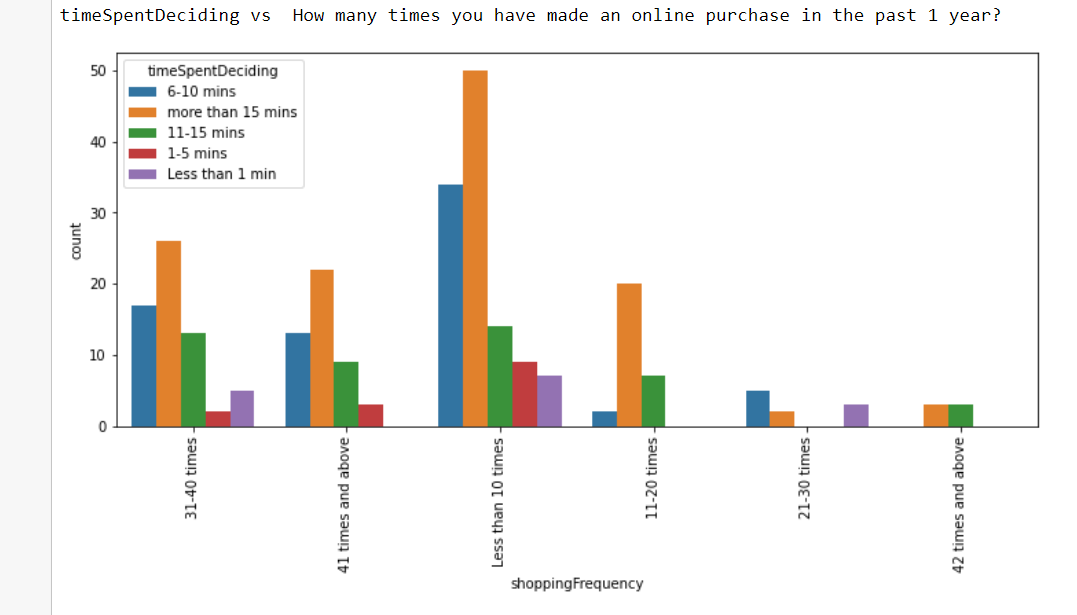 timeSpentDeciding vs  How many times you have made an online purchase in the past 1 year?
timeSpentDeciding
6-10 mins
more than 15 mins
11-15 mins
1-5 mins
Less than 1 min
50
40
30
20
10
0
count
31-40 times
41 times and above
Less than 10 times
11-20 times
21-30 times
42 times and above
shoppingFrequency